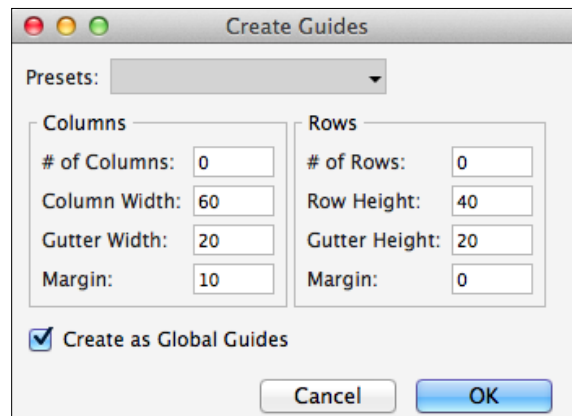 Create Guides
Presets:
Columns
# of Columns: 0
Column Width: 60
Gutter Width: 20
Margin: 10
Rows
# of Rows: 0
Row Height: 40
Gutter Height: 20
Margin: 0
Create as Global Guides
Cancel OK